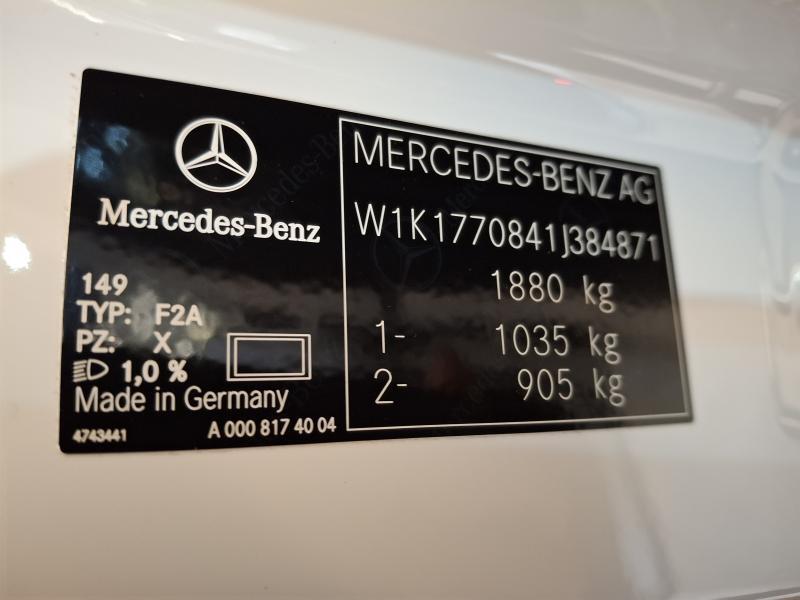 Mercedes-Benz
149
TYP: F2A
PZ: X
1,0 %
Made in Germany
4743441 A 000 817 40 04
MERCEDES-BENZ AG
W1K1770841J384871
1880 kg
1- 1035 kg
2- 905 kg